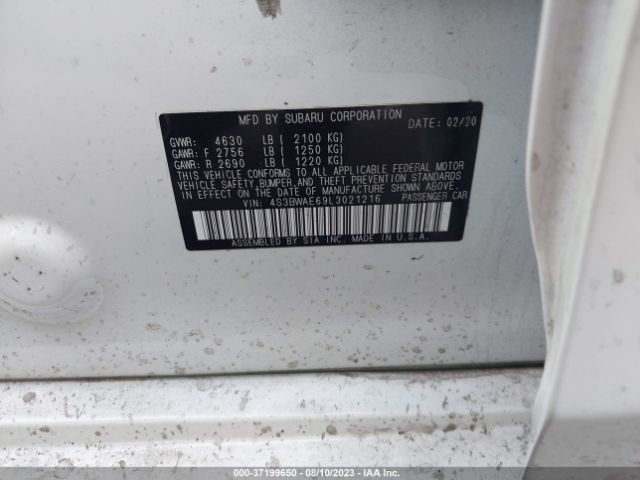 MFD BY SUBARU CORPORATION
DATE: 02/20
GVWR: 4630 LB ( 2100 KG)
GAWR: F 2756 LB ( 1250 KG)
GAWR: R 2690 LB ( 1220 KG)
THIS VEHICLE CONFORMS TO ALL APPLICABLE FEDERAL MOTOR
VEHICLE SAFETY,BUMPER,AND THEFT PREVENTION STANDARDS
IN EFFECT ON THE DATE OF MANUFACTURE SHOWN ABOVE.
VIN: 4S3BWAE69L3021216 PASSENGER CAR
ASSEMBLED BY SIA INC. MADE IN U.S.A.
000-37199650 - 08/10/2023 - IAA Inc.